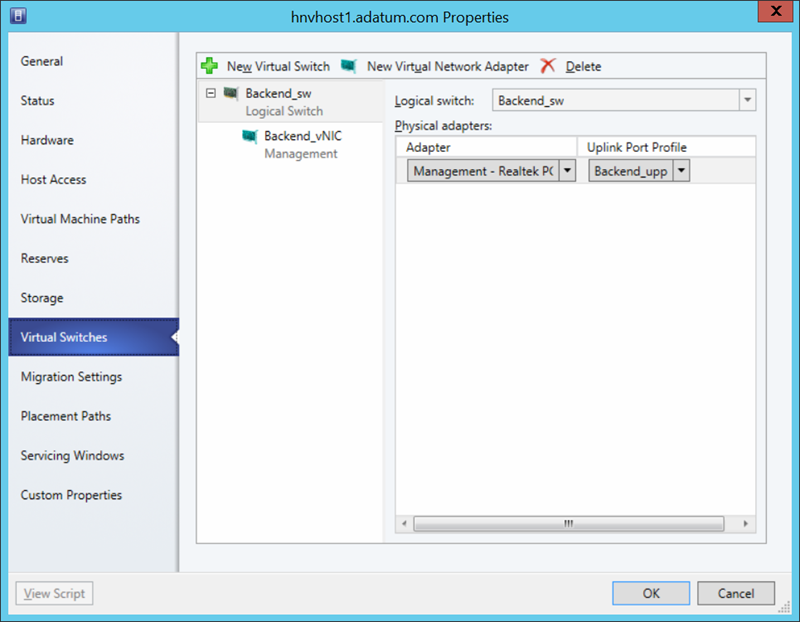 hnvhost1.adatum.com Properties
General
Status
Hardware
Host Access
Virtual Machine Paths
Reserves
Storage
Virtual Switches
Migration Settings
Placement Paths
Servicing Windows
Custom Properties
New Virtual Switch New Virtual Network Adapter Delete
Backend_sw
Logical Switch
Backend_vNIC
Management
Logical switch: Backend_sw
Physical adapters:
Adapter Uplink Port Profile
Management - Realtek PC Backend_upp
View Script OK Cancel